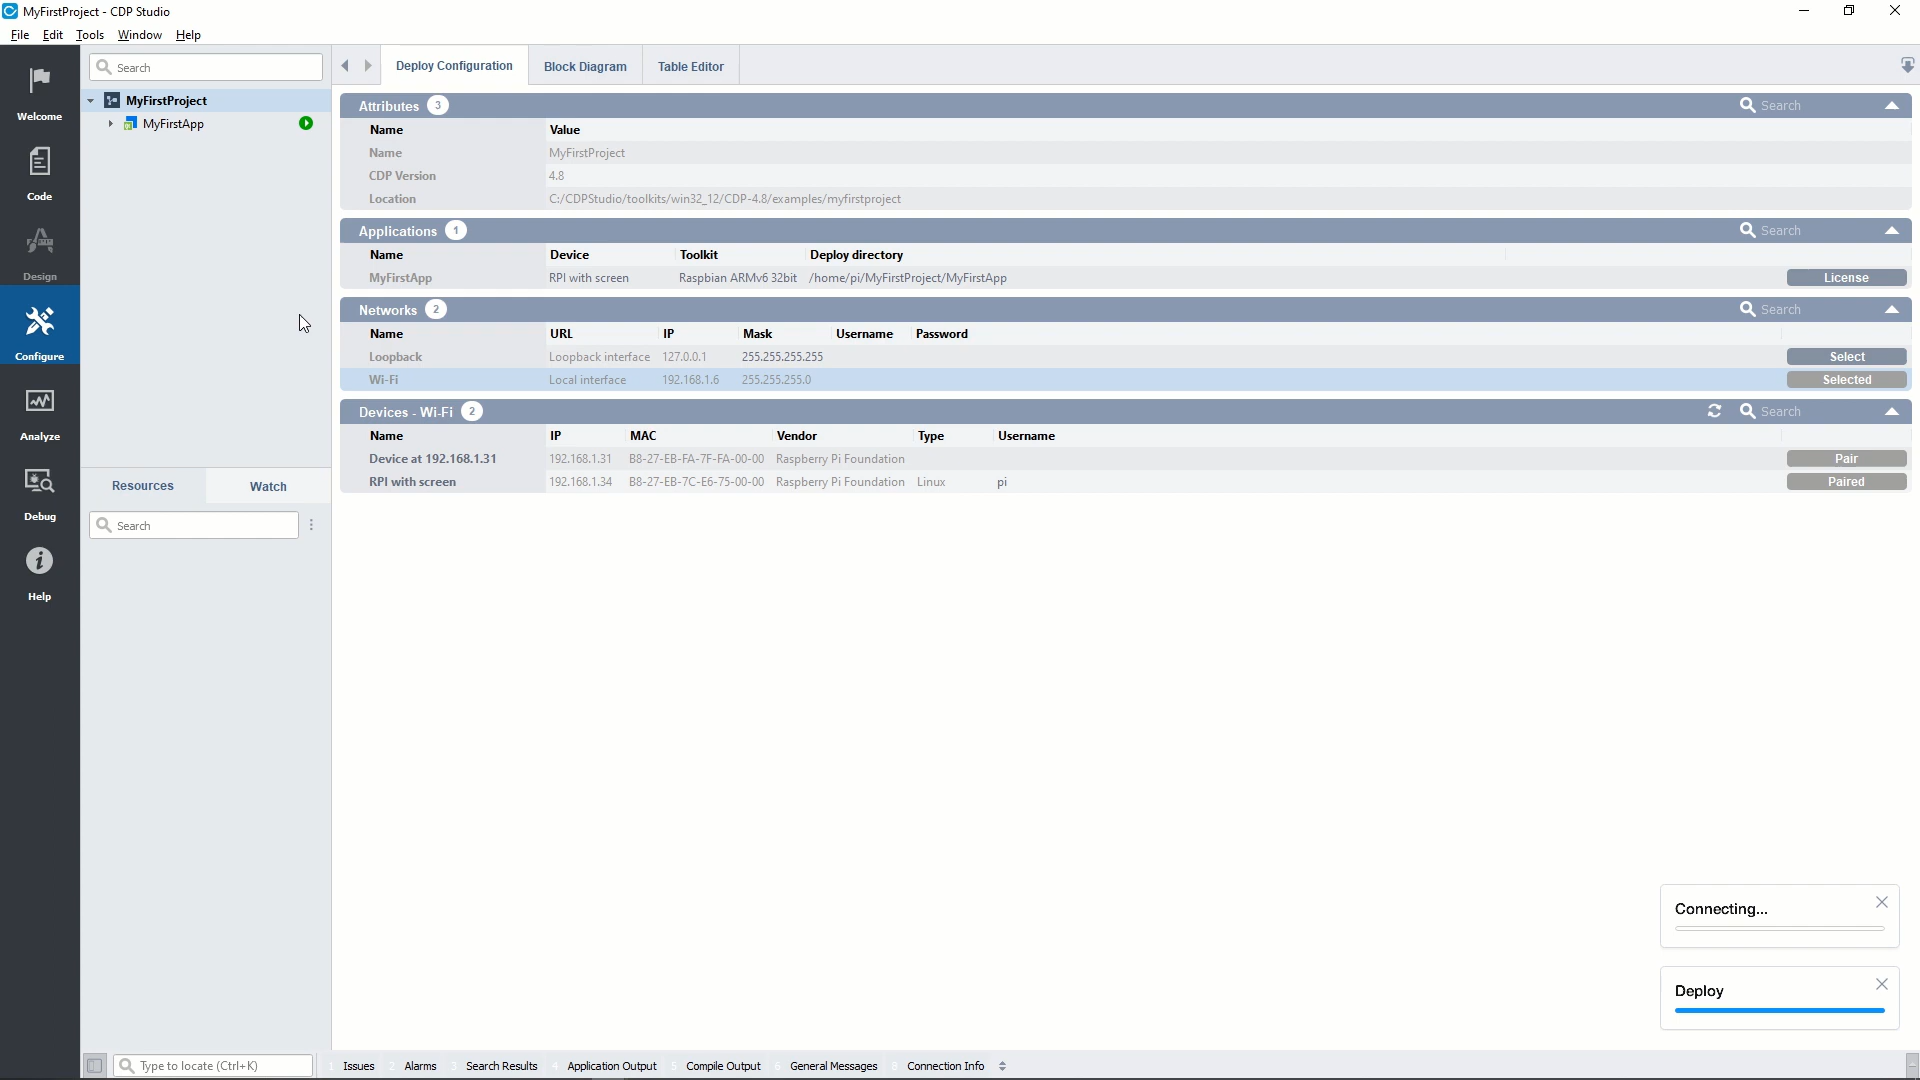 MyFirstProject - CDP Studio
File Edit Tools Window Help
Welcome
Code
Design
Configure
Analyze
Debug
Help
Search
MyFirstProject
MyFirstApp
Resources Watch
Search
Deploy Configuration Block Diagram Table Editor
Attributes 3 Search
Name Value
Name MyFirstProject
CDP Version 4.8
Location C:/CDPStudio/toolkits/win32_12/CDP-4.8/examples/myfirstproject
Applications 1 Search
Name Device Toolkit Deploy directory
MyFirstApp RPI with screen Raspbian ARMv6 32bit /home/pi/MyFirstProject/MyFirstApp License
Networks 2 Search
Name URL IP Mask Username Password
Loopback Loopback interface 127.0.0.1 255.255.255.255 Select
Wi-Fi Local interface 192.168.1.6 255.255.255.0 Selected
Devices - Wi-Fi 2 Search
Name IP MAC Vendor Type Username
Device at 192.168.1.31 192.168.1.31 B8-27-EB-FA-7F-FA-00-00 Raspberry Pi Foundation Pair
RPI with screen 192.168.1.34 B8-27-EB-7C-E6-75-00-00 Raspberry Pi Foundation Linux pi Paired
Connecting...
Deploy
Type to locate (Ctrl+K) 1 Issues 2 Alarms 3 Search Results 4 Application Output 5 Compile Output 6 General Messages Connection Info